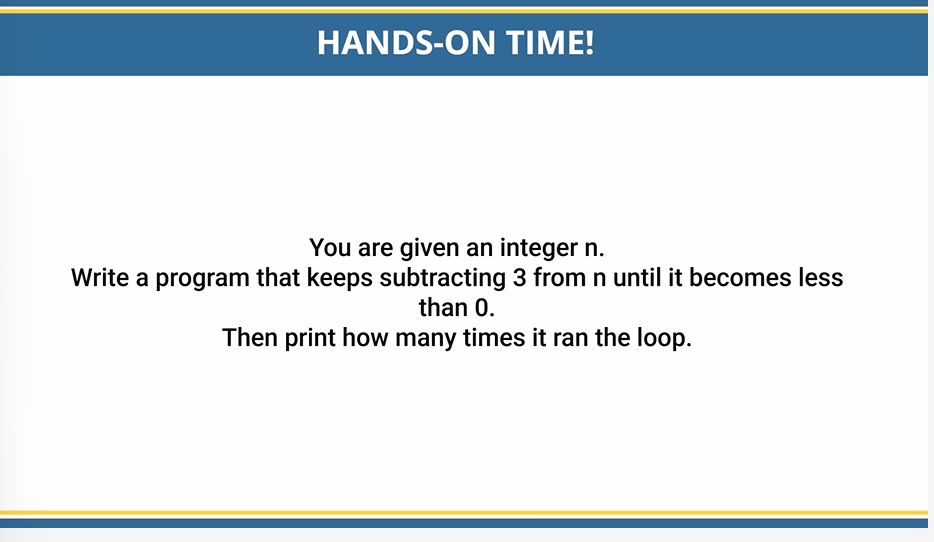 HANDS-ON TIME!
You are given an integer n.
Write a program that keeps subtracting 3 from n until it becomes less
than 0.
Then print how many times it ran the loop.